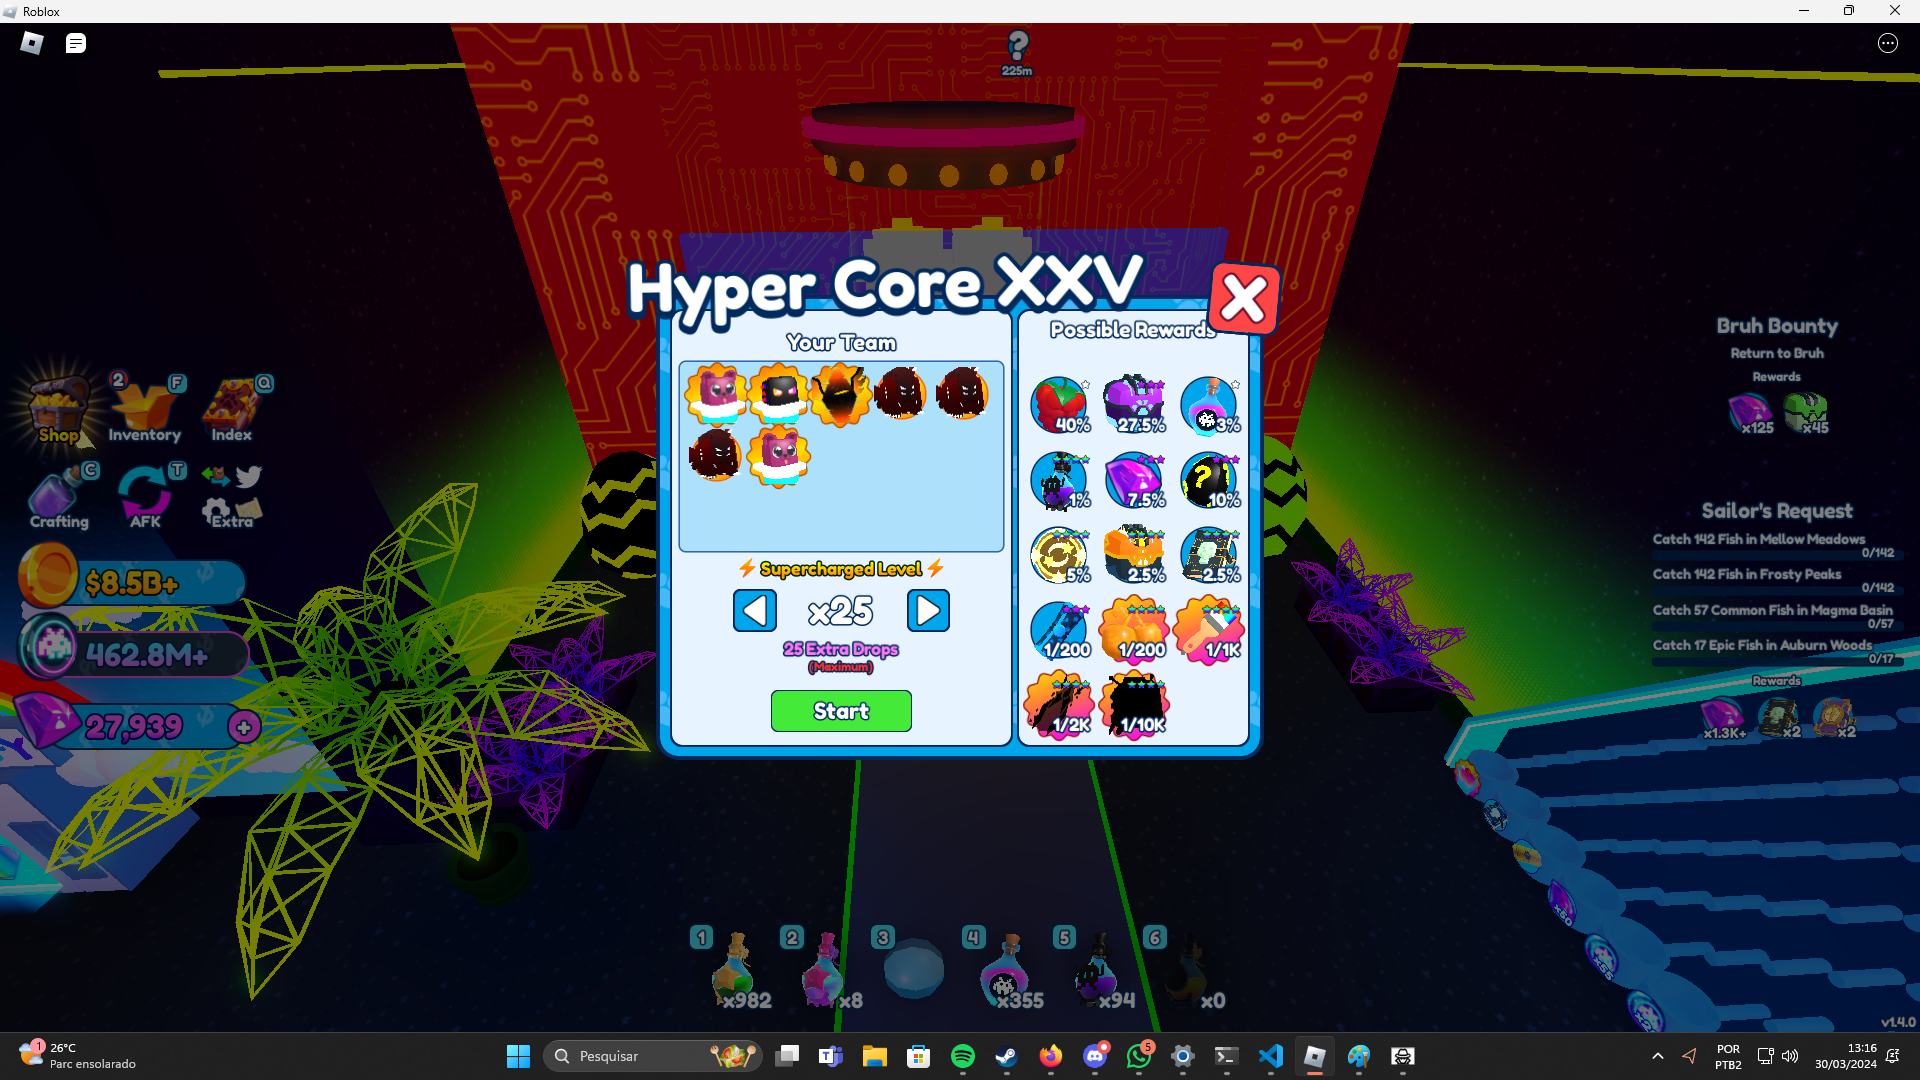 Roblox
225m
Hyper Core XXV
Your Team
Possible Rewards
40%
27.5%
3%
1%
7.5%
?
10%
5%
2.5%
2.5%
1/200
1/200
1/1K
1/2K
1/10K
⚡ Supercharged Level ⚡
x25
25 Extra Drops
(Maximum)
Start
2
F
Q
Shop
Inventory
Index
C
T
Crafting
AFK
Extra
$8.5B+
462.8M+
27,939
Bruh Bounty
Return to Bruh
Rewards
x125
x45
Sailor's Request
Catch 142 Fish in Mellow Meadows
0/142
Catch 142 Fish in Frosty Peaks
0/142
Catch 57 Common Fish in Magma Basin
0/57
Catch 17 Epic Fish in Auburn Woods
0/17
Rewards
x1.3K+
x2
x2
x50
1
2
3
4
5
6
x982
x8
x355
x94
x0
v1.4.0
1
26°C
Parc ensolarado
Pesquisar
5
POR
PTB2
13:16
30/03/2024